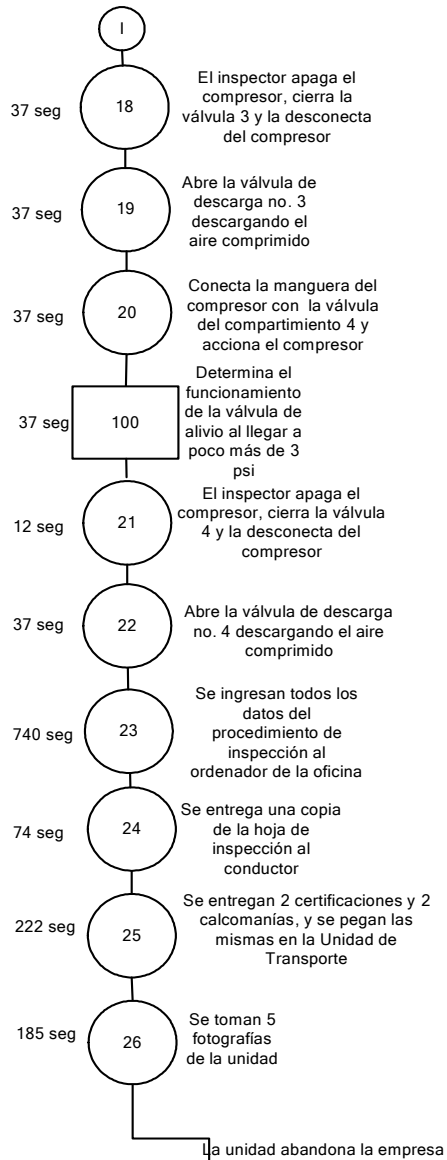 I
37 seg
18
El inspector apaga el
compresor, cierra la
válvula 3 y la desconecta
del compresor
37 seg
19
Abre la válvula de
descarga no. 3
descargando el
aire comprimido
37 seg
20
Conecta la manguera del
compresor con la válvula
del compartimiento 4 y
acciona el compresor
37 seg
100
Determina el
funcionamiento
de la válvula de
alivio al llegar a
poco más de 3
psi
12 seg
21
El inspector apaga el
compresor, cierra la válvula
4 y la desconecta del
compresor
37 seg
22
Abre la válvula de descarga
no. 4 descargando el aire
comprimido
740 seg
23
Se ingresan todos los
datos del
procedimiento de
inspección al
ordenador de la oficina
74 seg
24
Se entrega una copia
de la hoja de
inspección al
conductor
222 seg
25
Se entregan 2 certificaciones y 2
calcomanías, y se pegan las
mismas en la Unidad de
Transporte
185 seg
26
Se toman 5
fotografías
de la unidad
La unidad abandona la empresa